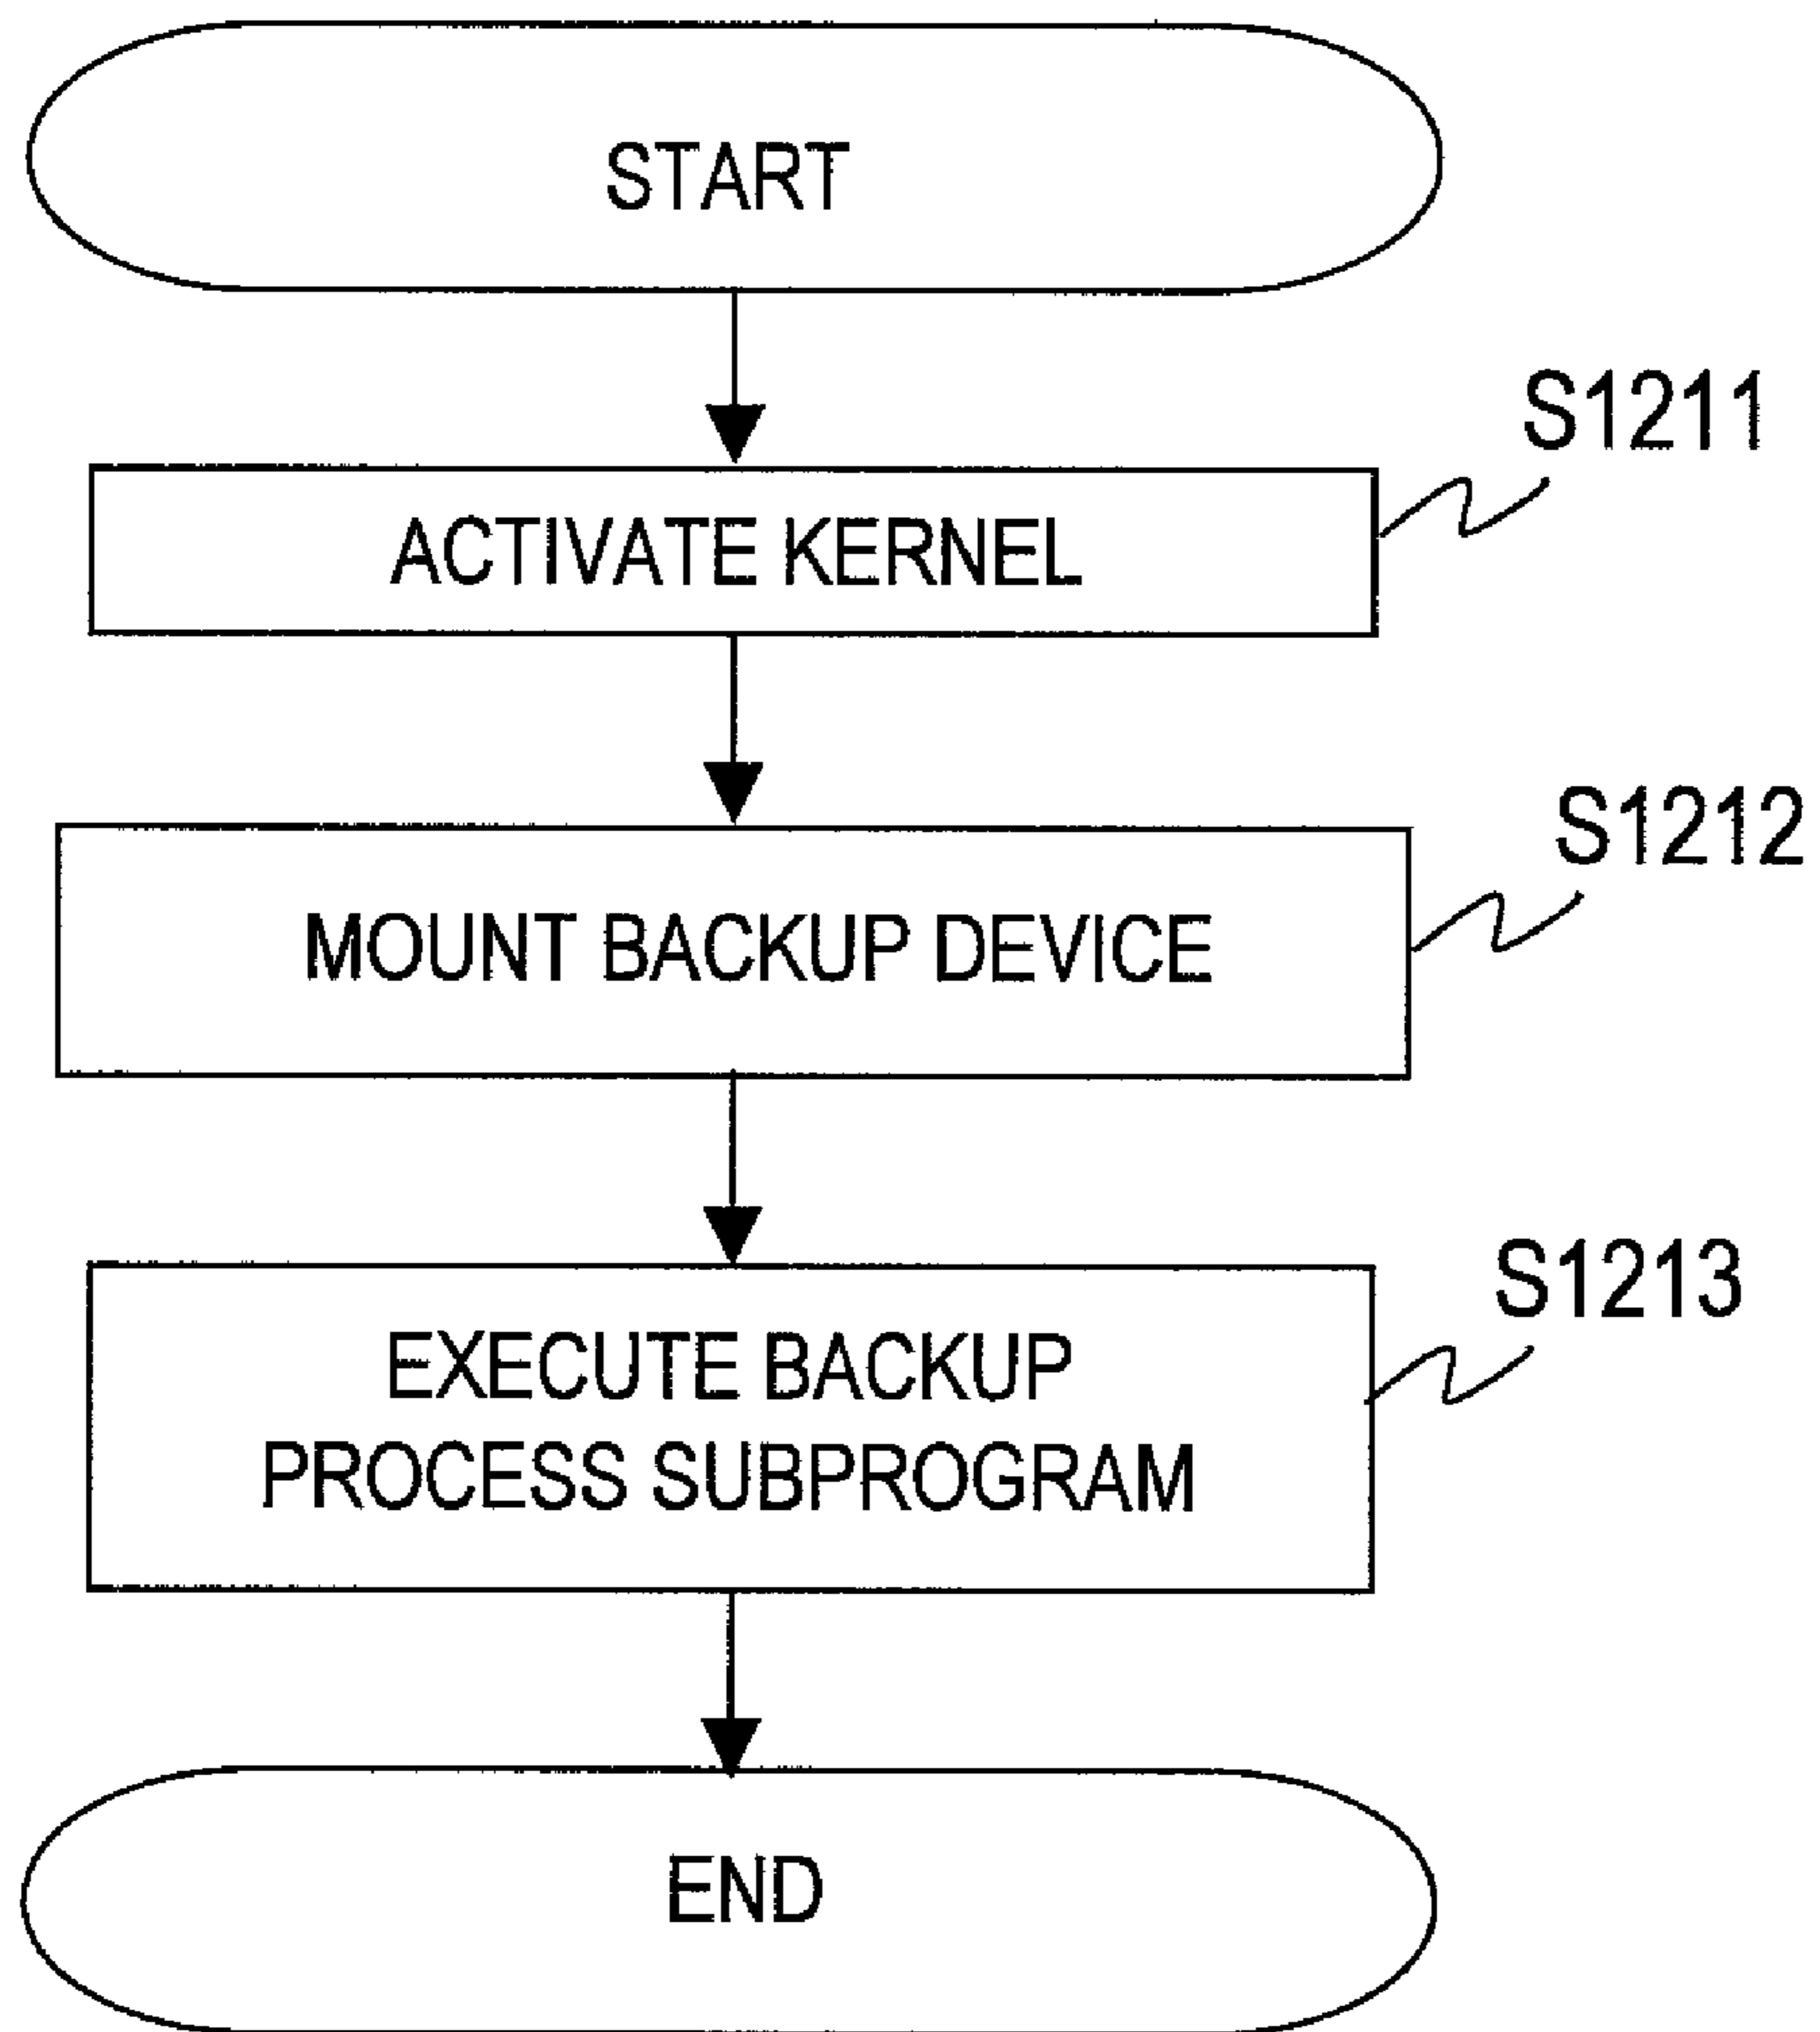 START
S1211
ACTIVATE KERNEL
S1212
MOUNT BACKUP DEVICE
S1213
EXECUTE BACKUP
PROCESS SUBPROGRAM
END